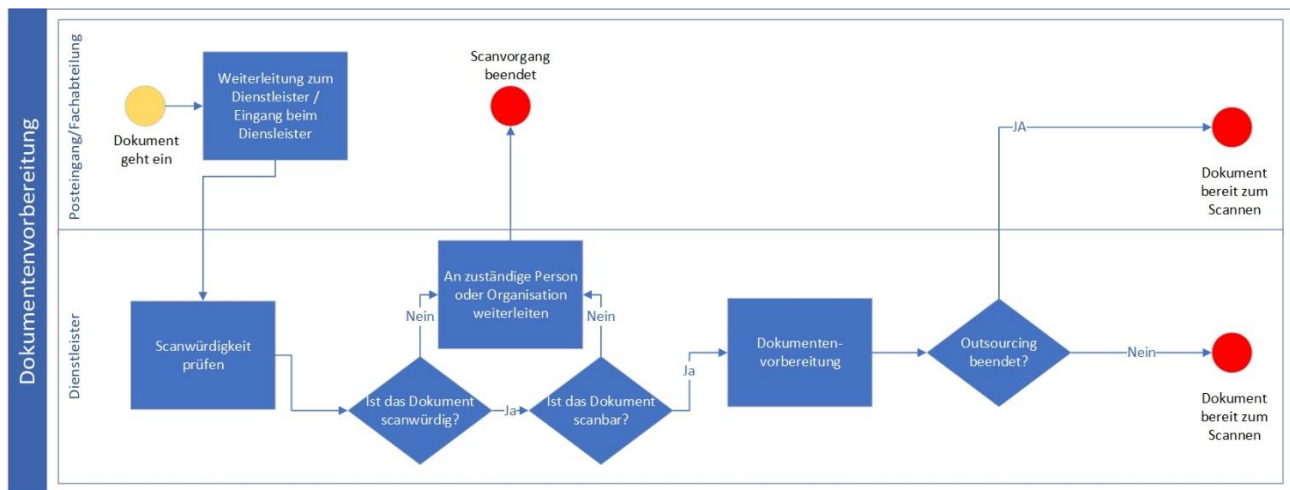 Dokumentenvorbereitung
Posteingang/Fachabteilung
Dokument
geht ein
Weiterleitung zum
Dienstleister /
Eingang beim
Diensleister
Scanvorgang
beendet
JA
Dokument
bereit zum
Scannen
Dienstleister
Scanwürdigkeit
prüfen
Ist das Dokument
scanwürdig?
Nein
An zuständige Person
oder Organisation
weiterleiten
Ja
Nein
Ist das Dokument
scanbar?
Ja
Dokumenten-
vorbereitung
Outsourcing
beendet?
Nein
Dokument
bereit zum
Scannen